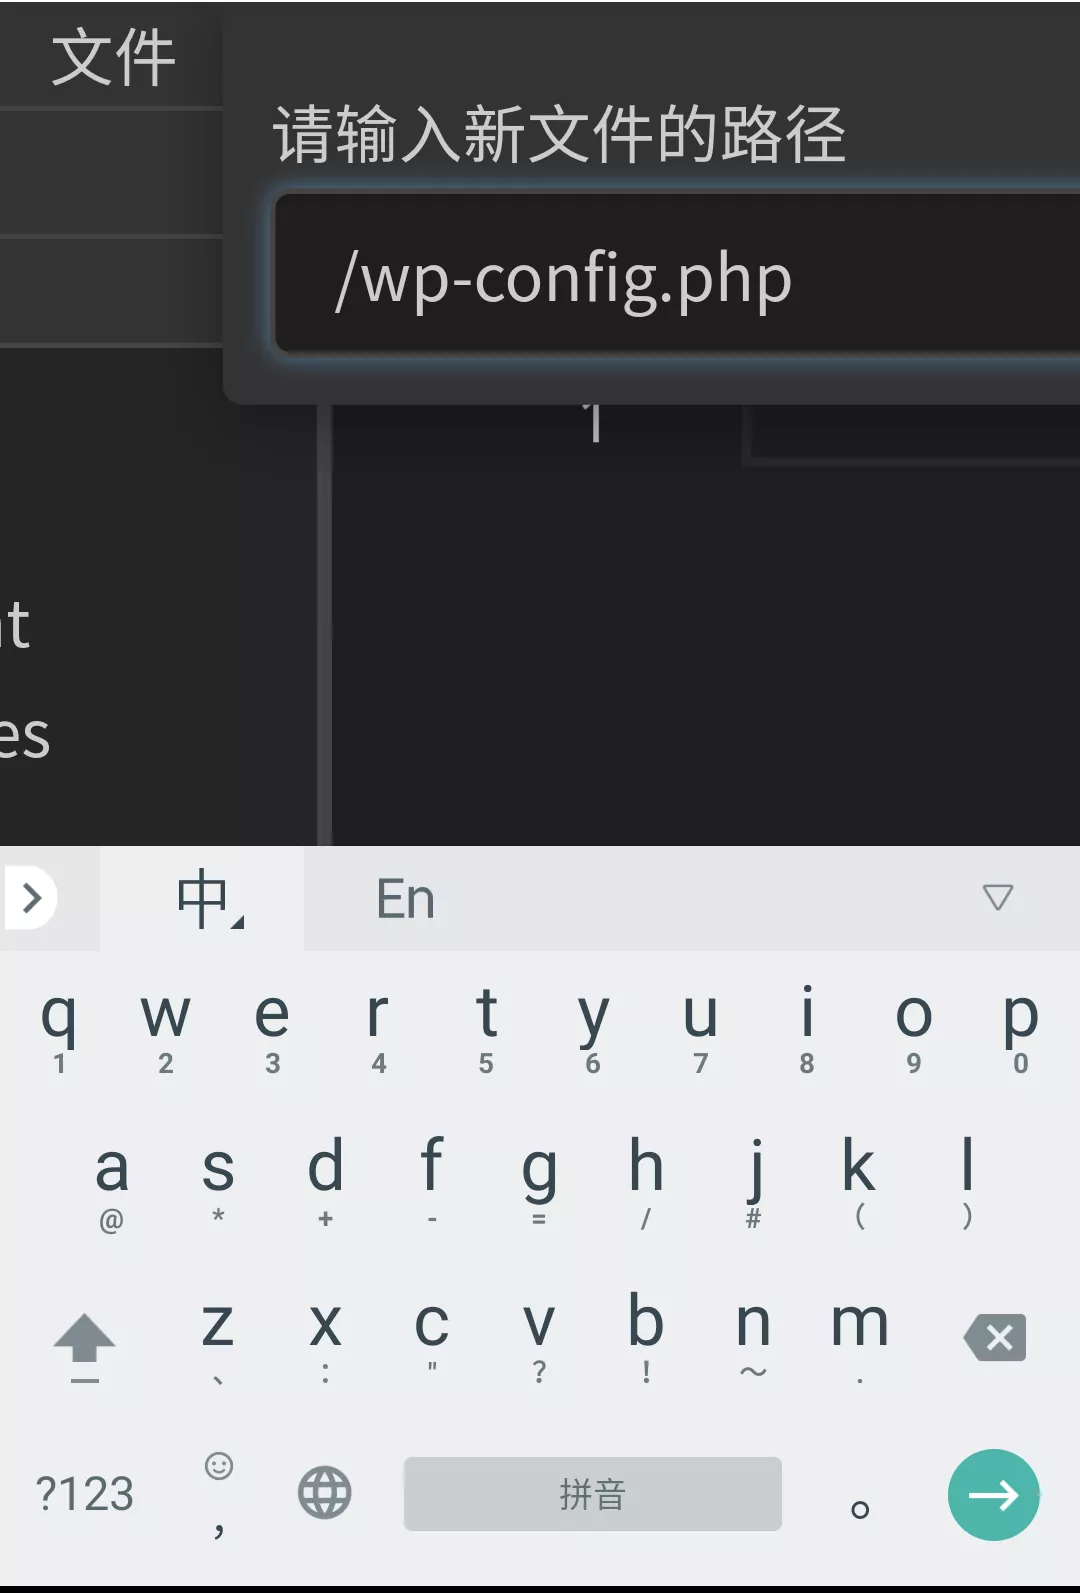 文件
请输入新文件的路径
/wp-config.php
1
nt
es
中 En
q w e r t y u i o p
1 2 3 4 5 6 7 8 9 0
a s d f g h j k l
@ * + - = / # ( )
z x c v b n m
、 : " ? ! ～ .
?123 , 拼音 。